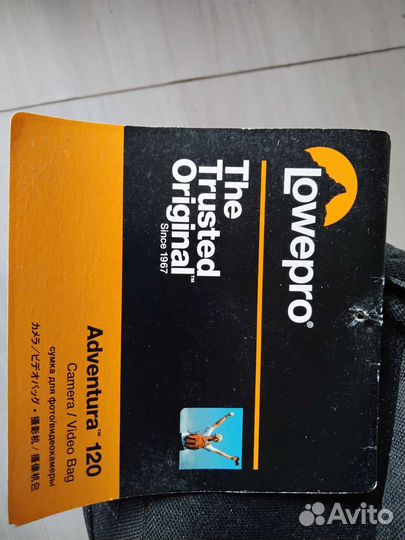 Lowepro®
The
Trusted
Original™
Since 1967
Adventura™ 120
Camera / Video Bag
сумка для фото/видеокамеры
カメラ/ビデオバッグ・攝影机/攝像机包
Avito